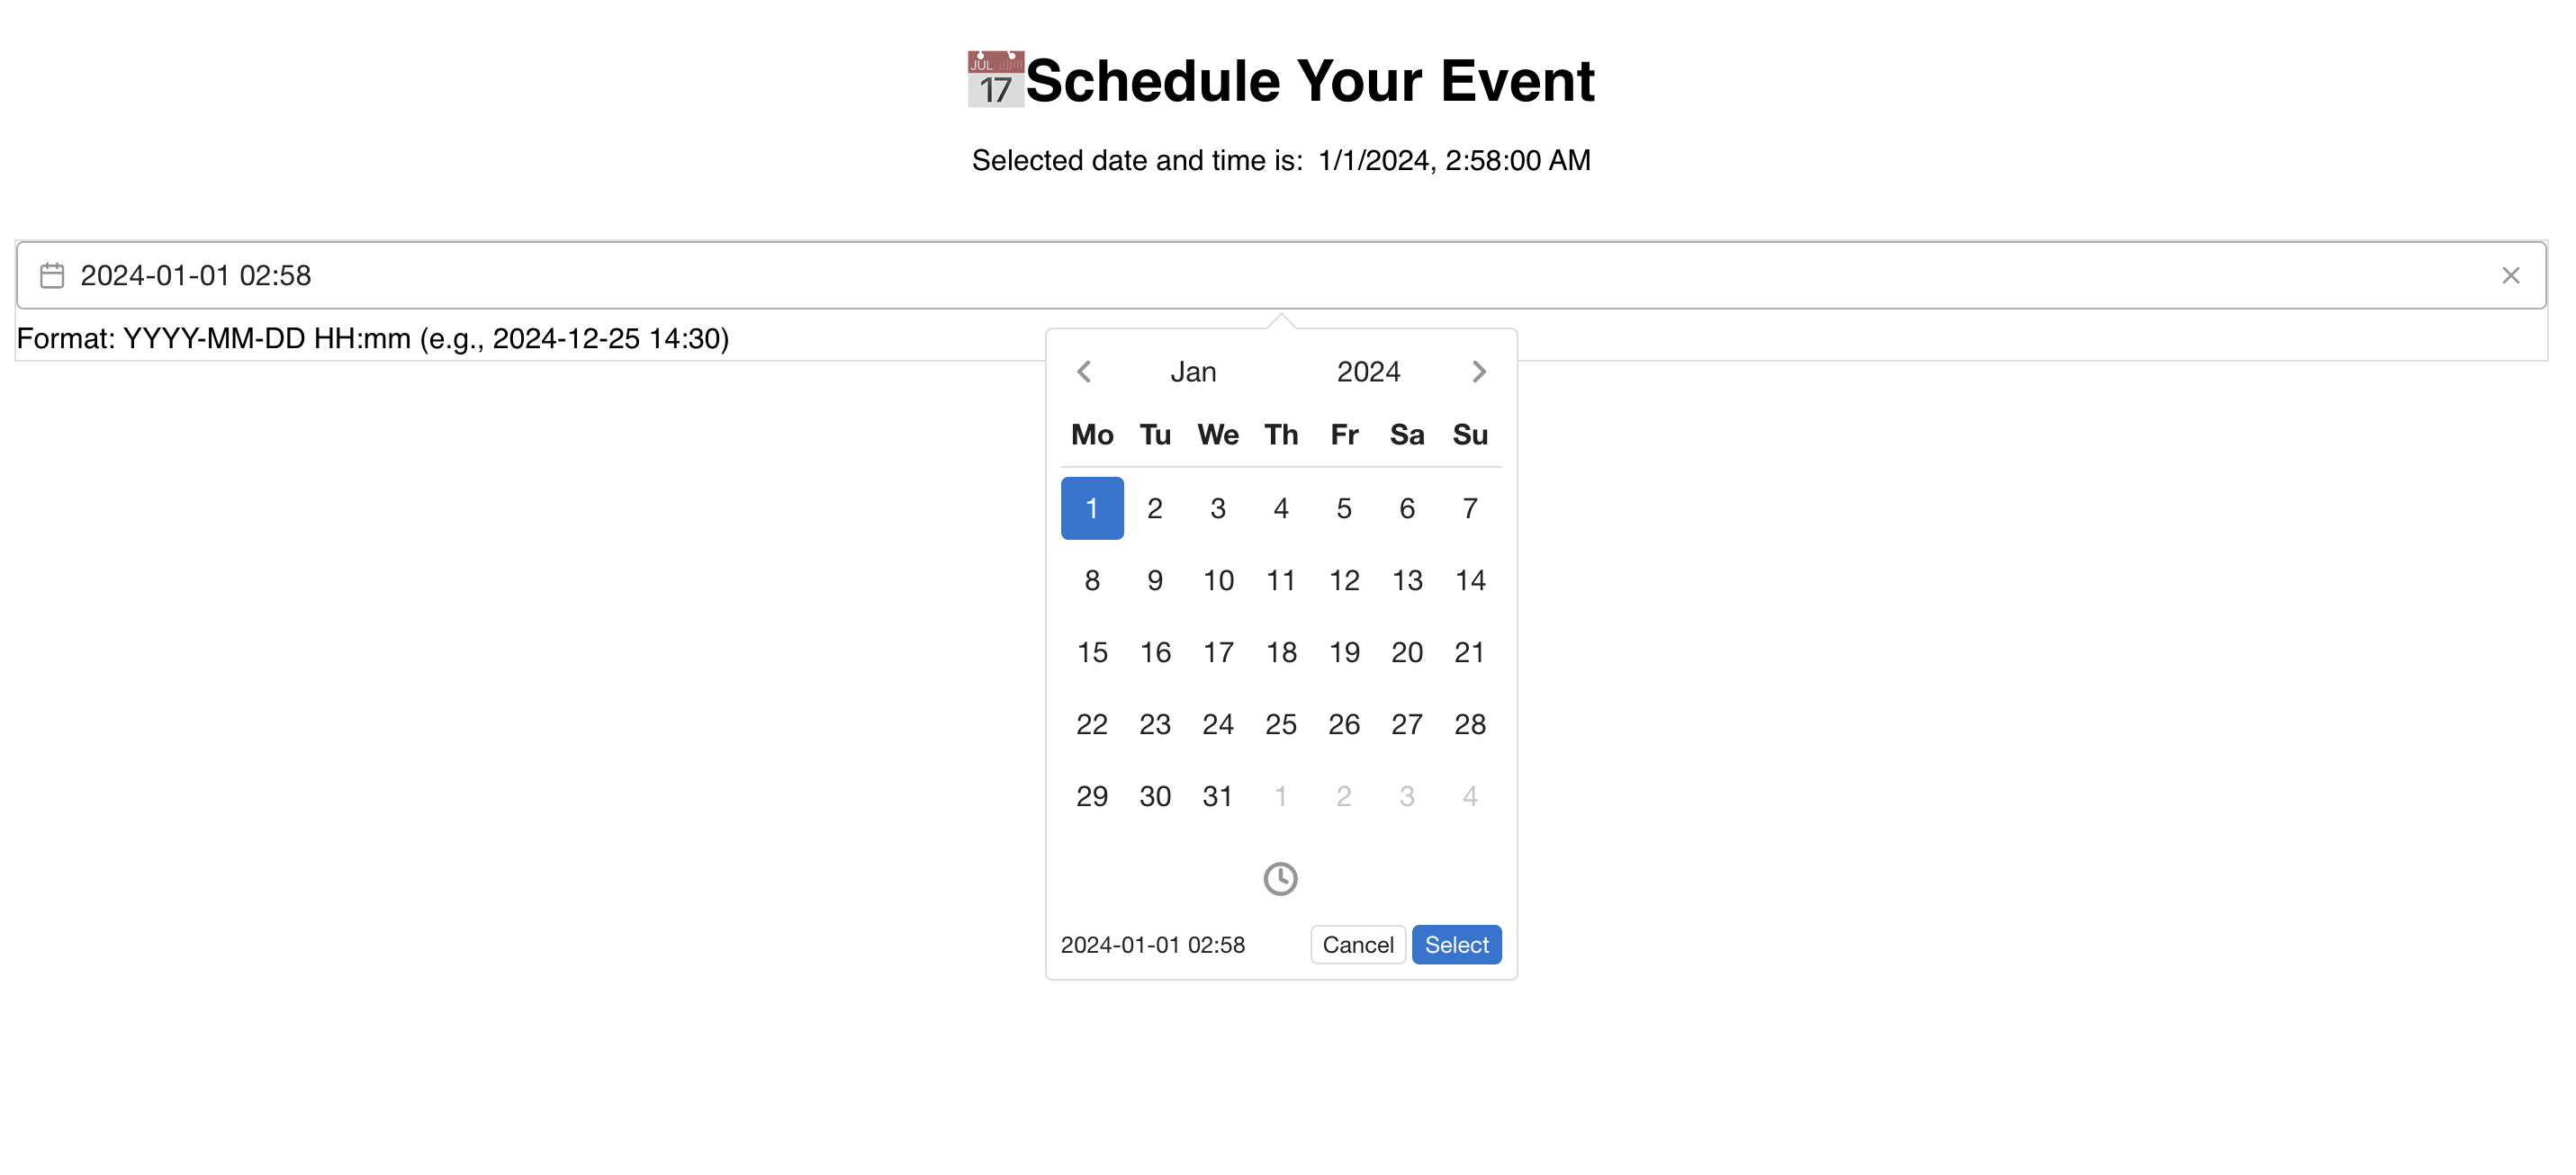 JUL 17 Schedule Your Event
Selected date and time is: 1/1/2024, 2:58:00 AM
2024-01-01 02:58
Format: YYYY-MM-DD HH:mm (e.g., 2024-12-25 14:30)
Jan 2024
Mo Tu We Th Fr Sa Su
1 2 3 4 5 6 7
8 9 10 11 12 13 14
15 16 17 18 19 20 21
22 23 24 25 26 27 28
29 30 31 1 2 3 4
2024-01-01 02:58 Cancel Select